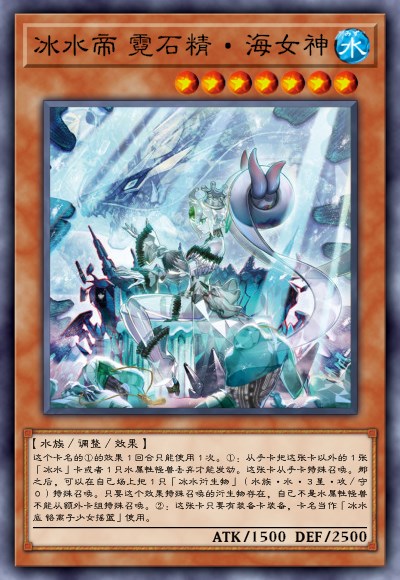 冰水帝 霓石精・海女神
水
【水族／调整／效果】
这个卡名的①的效果1回合只能使用1次。①：从手卡把这张卡以外的1张
「冰水」卡或者1只水属性怪兽丢弃才能发动。这张卡从手卡特殊召唤。那
之后，可以在自己场上把1只「冰水衍生物」（水族・水・3星・攻／守
0）特殊召唤。只要这个效果特殊召唤的衍生物存在，自己不是水属性怪兽
不能从额外卡组特殊召唤。②：这张卡只要有装备卡装备，卡名当作「冰水
底 铬离子少女摇篮」使用。
ATK/1500 DEF/2500